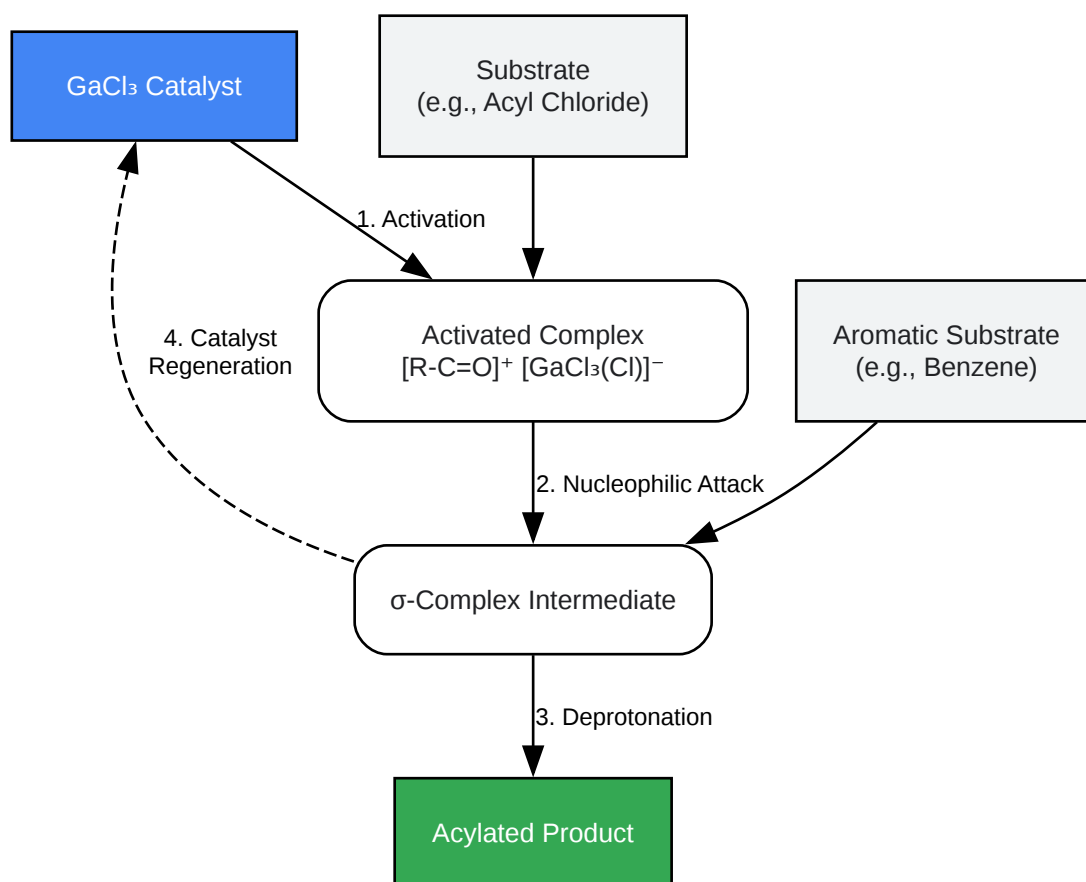 GaCl₃ Catalyst
Substrate
(e.g., Acyl Chloride)
1. Activation
Activated Complex
[R-C=O]⁺ [GaCl₃(Cl)]⁻
Aromatic Substrate
(e.g., Benzene)
4. Catalyst
Regeneration
2. Nucleophilic Attack
σ-Complex Intermediate
3. Deprotonation
Acylated Product